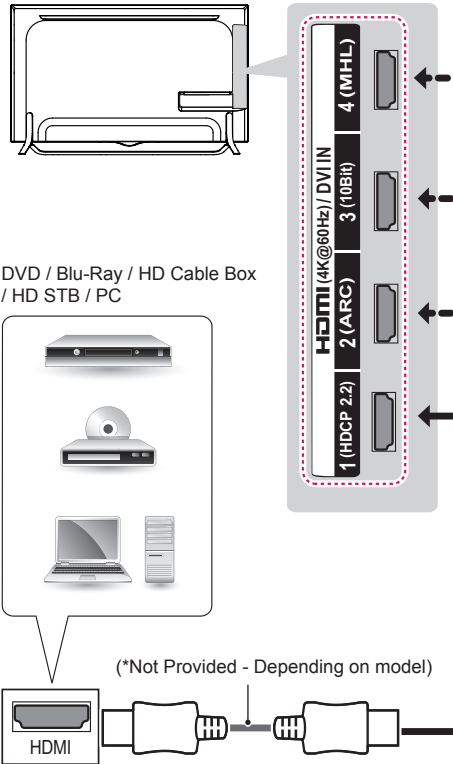 4 (MHL)
3 (10Bit)
2 (ARC)
1 (HDCP 2.2)
HDMI (4K@60Hz) / DVI IN
DVD / Blu-Ray / HD Cable Box
/ HD STB / PC
(*Not Provided - Depending on model)
HDMI